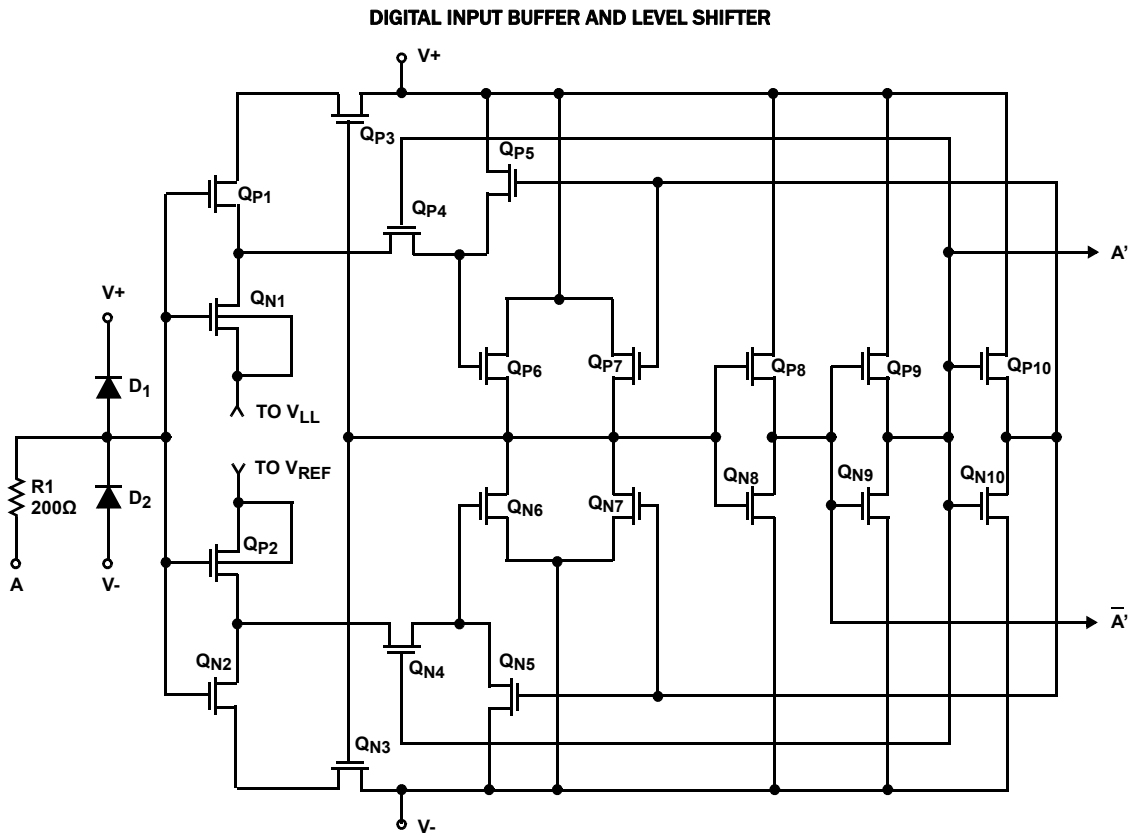 DIGITAL INPUT BUFFER AND LEVEL SHIFTER
V+
QP3
QP5
QP1
QP4
A'
V+
QN1
D1
QP6
QP7
QP8
QP9
QP10
TO VLL
TO VREF
R1
200Ω
D2
QN6
QN7
QN8
QN9
QN10
QP2
A
V-
A̅'
QN2
QN4
QN5
QN3
V-